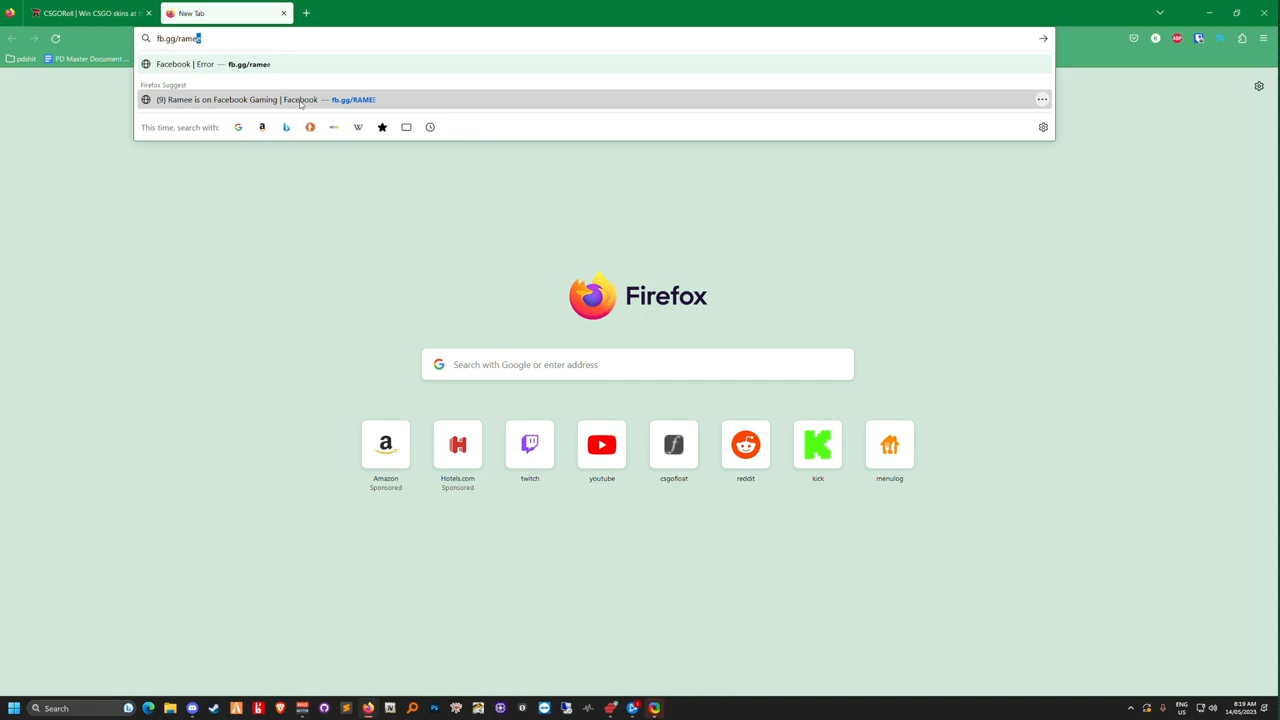 CSGORoll | Win CSGO skins at t
New Tab
fb.gg/ramee
pdshit
PD Master Document ...
Facebook | Error — fb.gg/ramee
Firefox Suggest
(9) Ramee is on Facebook Gaming | Facebook — fb.gg/RAMEE
This time, search with:
Firefox
Search with Google or enter address
Amazon
Sponsored
Hotels.com
Sponsored
twitch
youtube
csgofloat
reddit
kick
menulog
Search
ENG
US
8:19 AM
14/05/2023